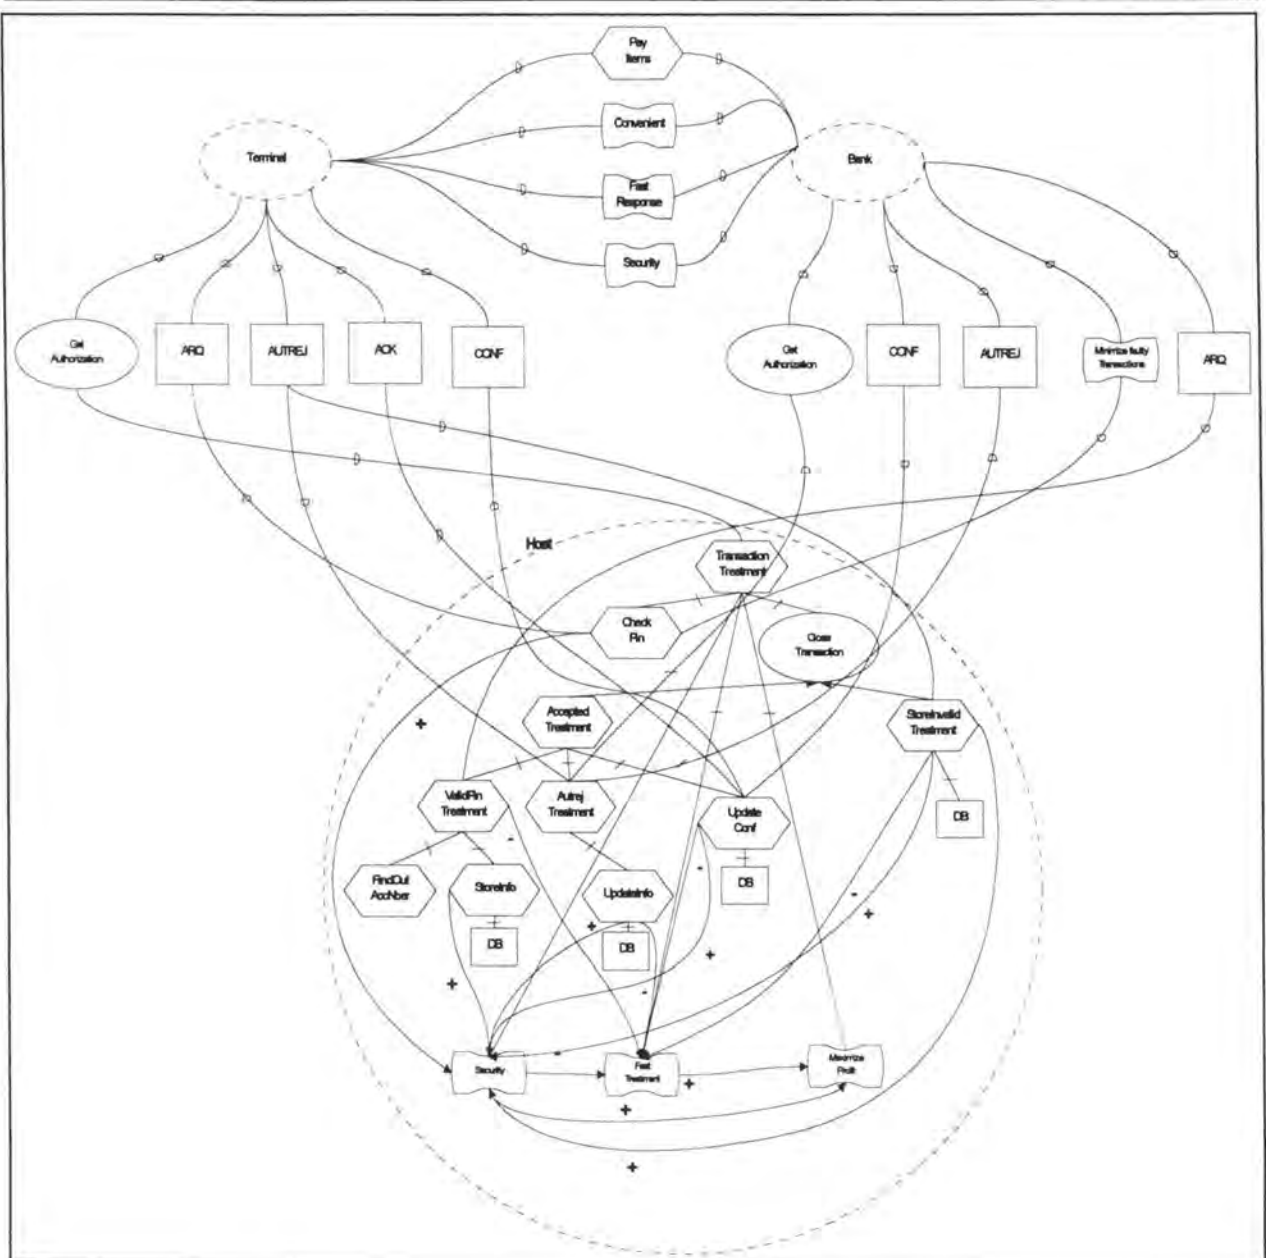 Pay
Items
Convenient
Terminal
Bank
Fast
Response
Security
Get
Authorization
ARQ
AUTREJ
ACK
CONF
Get
Authorization
CONF
AUTREJ
Minimize faulty
Transactions
ARQ
Host
Transaction
Treatment
Check
Pin
Close
Transaction
Accepted
Treatment
StoreInvalid
Treatment
ValidPin
Treatment
Autrej
Treatment
Update
Conf
DB
FindOut
AccNber
StoreInfo
UpdateInfo
DB
DB
DB
Security
Fast
Treatment
Maximize
Profit